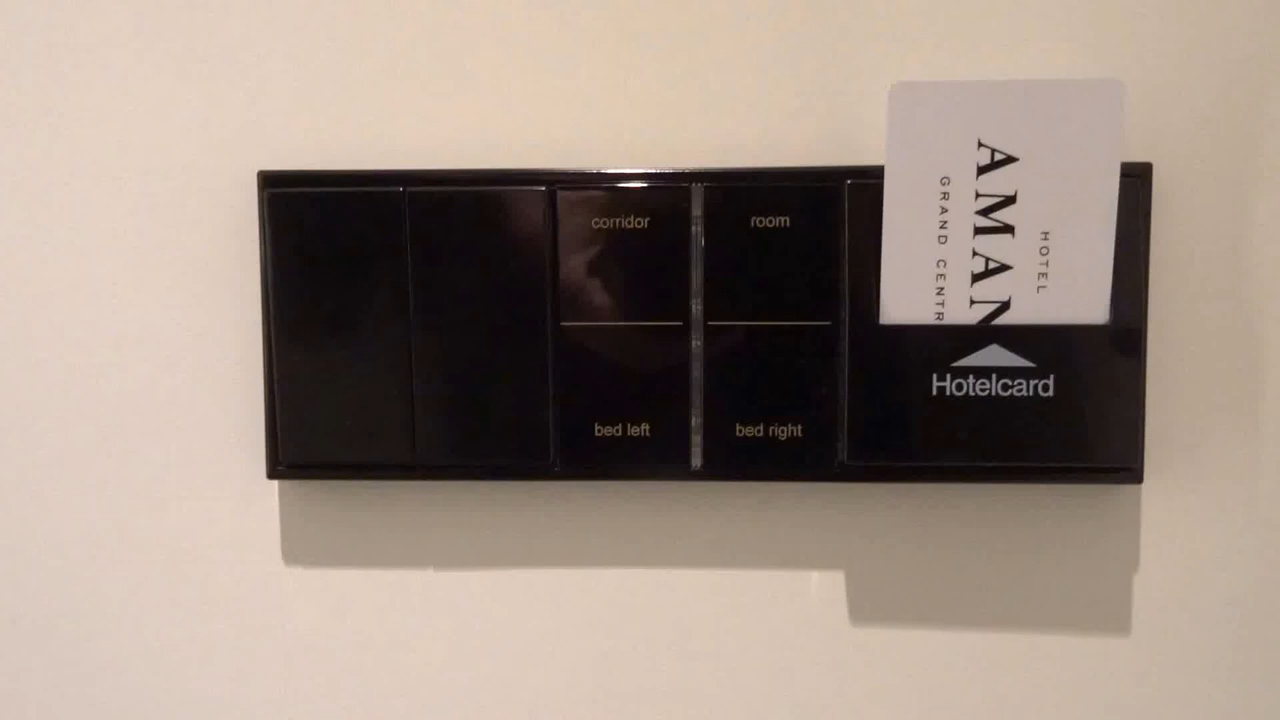 corridor
room
bed left
bed right
HOTEL
AMAN
GRAND CENTR
Hotelcard